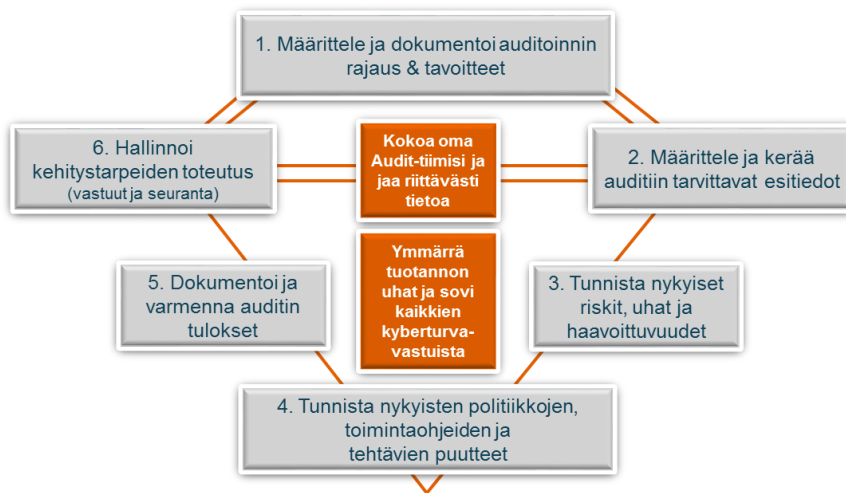 1. Määrittele ja dokumentoi auditoinnin
rajaus & tavoitteet
6. Hallinnoi
kehitystarpeiden toteutus
(vastuut ja seuranta)
Kokoa oma
Audit-tiimisi ja
jaa riittävästi
tietoa
2. Määrittele ja kerää
auditiin tarvittavat esitiedot
Ymmärrä
tuotannon
uhat ja sovi
kaikkien
kyberturva-
vastuista
5. Dokumentoi ja
varmenna auditin
tulokset
3. Tunnista nykyiset
riskit, uhat ja
haavoittuvuudet
4. Tunnista nykyisten politiikkojen,
toimintaohjeiden ja
tehtävien puutteet